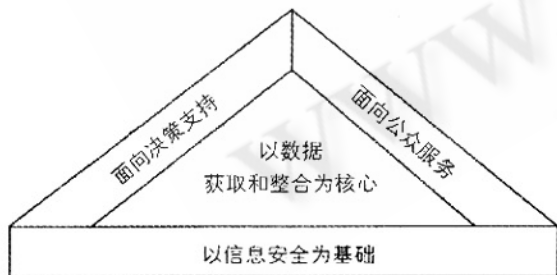 面向决策支持
面向公众服务
以数据
获取和整合为核心
以信息安全为基础
WWW